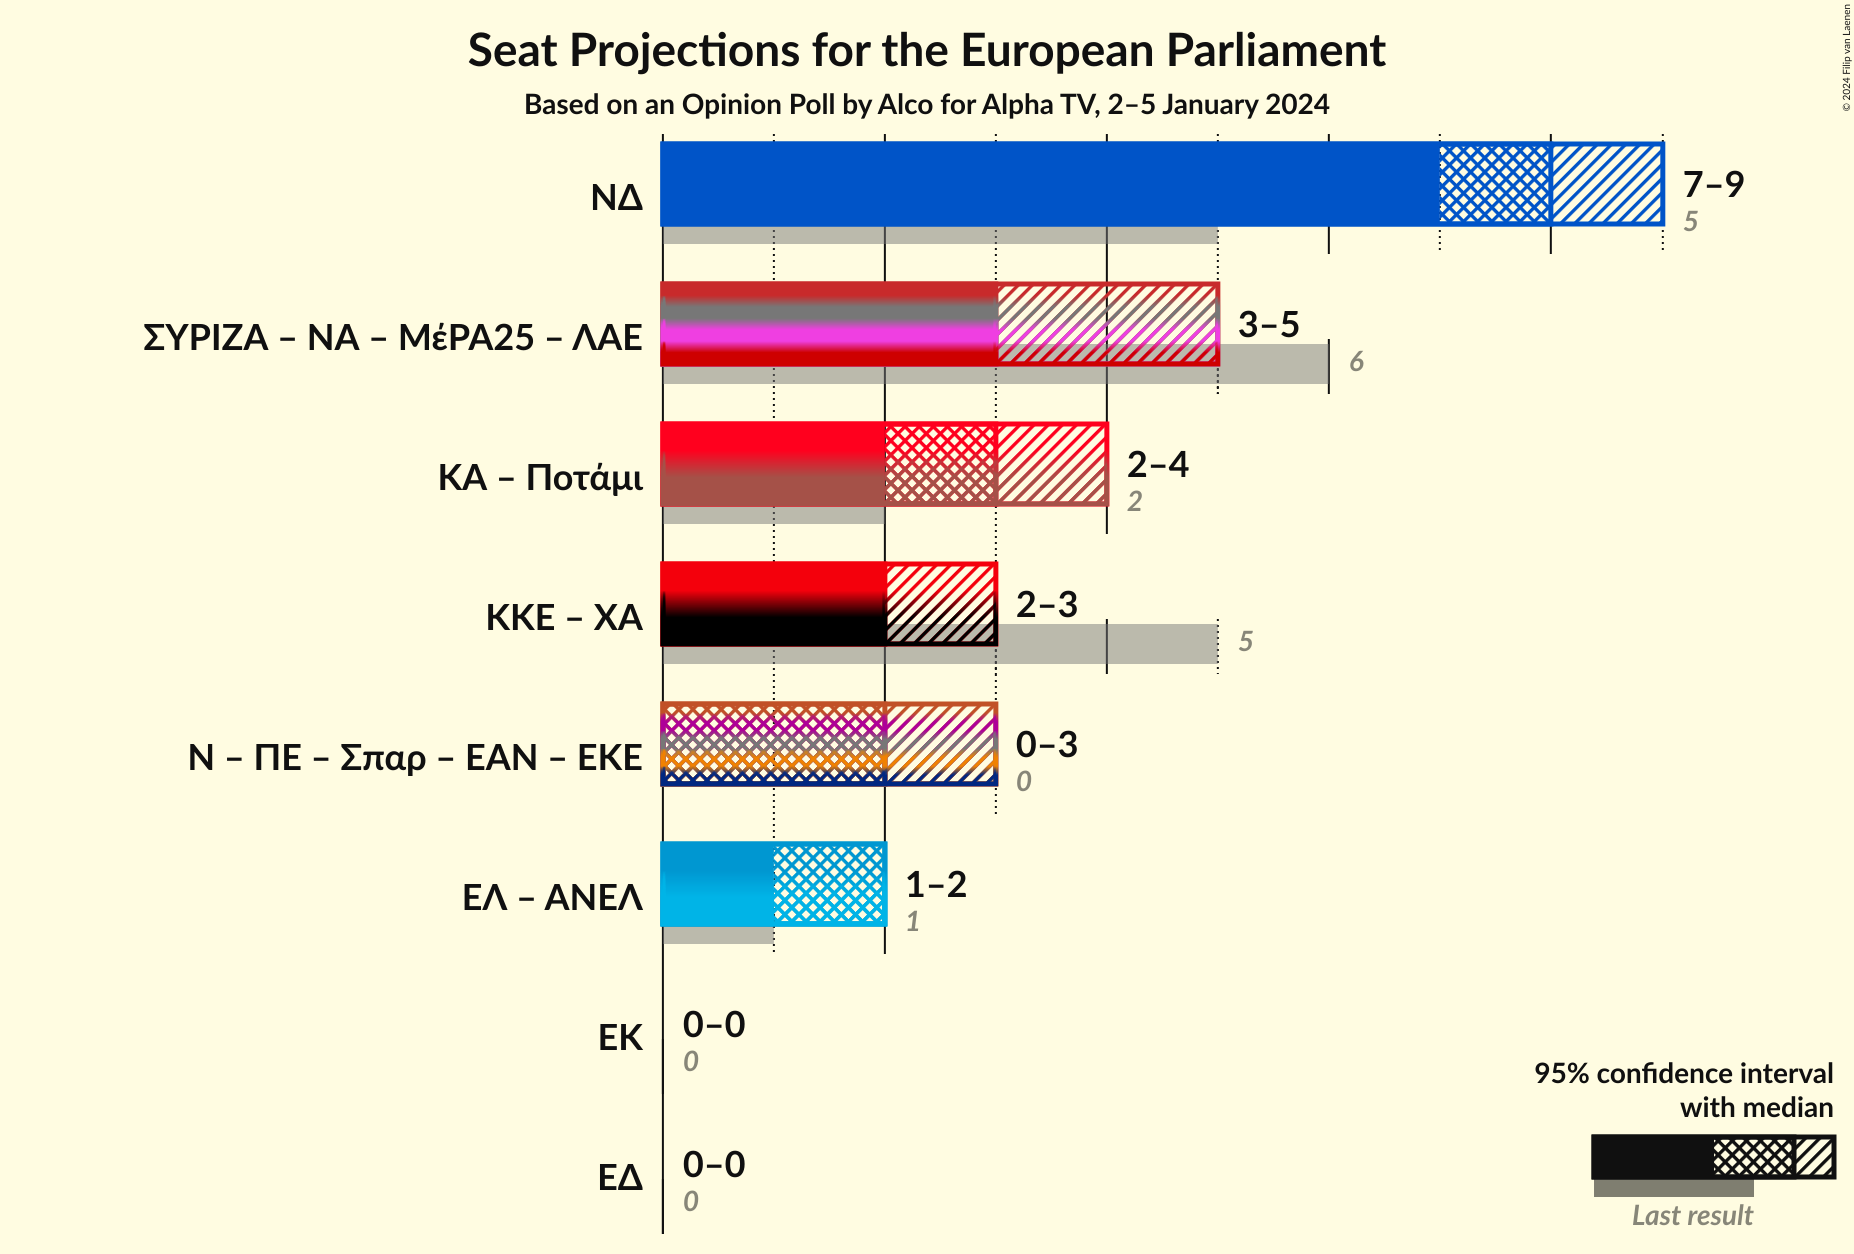 Seat Projections for the European Parliament
Based on an Opinion Poll by Alco for Alpha TV, 2–5 January 2024
© 2024 Filip van Laenen
ΝΔ
7–9
5
ΣΥΡΙΖΑ – ΝΑ – ΜέΡΑ25 – ΛΑΕ
3–5
6
ΚΑ – Ποτάμι
2–4
2
ΚΚΕ – ΧΑ
2–3
5
Ν – ΠΕ – Σπαρ – ΕΑΝ – ΕΚΕ
0–3
0
ΕΛ – ΑΝΕΛ
1–2
1
ΕΚ
0–0
0
ΕΔ
0–0
0
95% confidence interval
with median
Last result